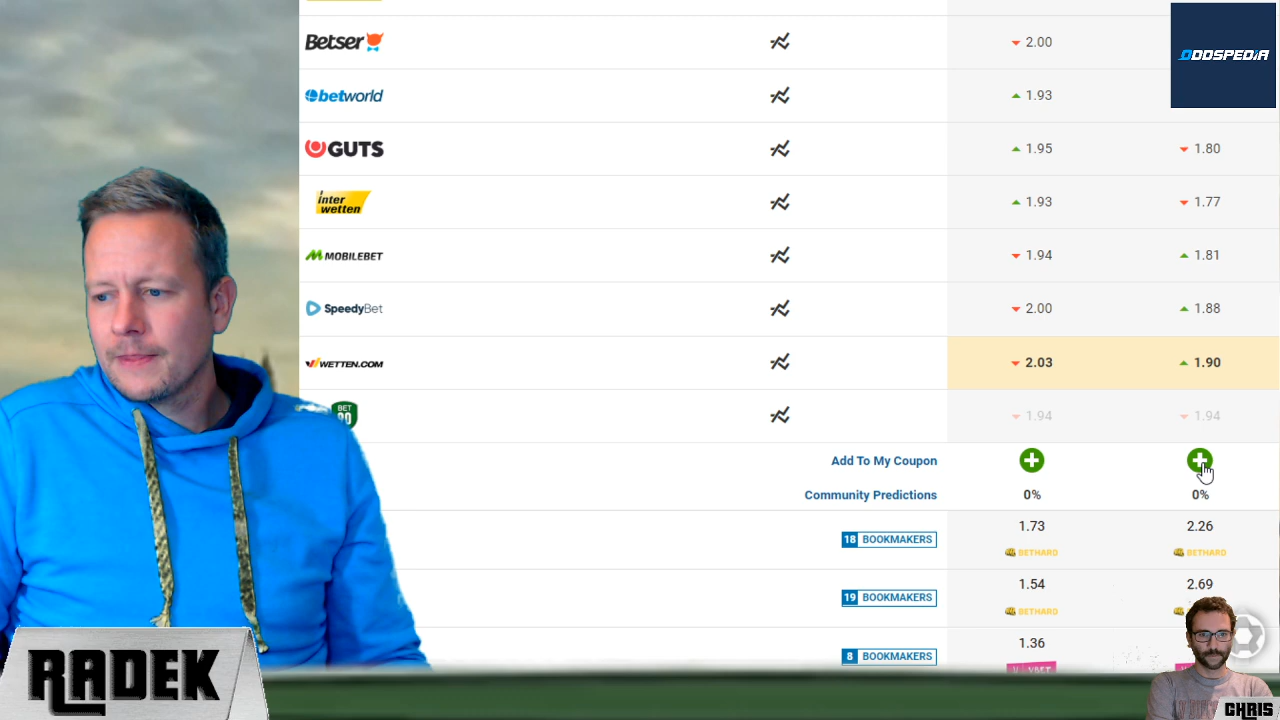 Betser
2.00
ODDSPEDIA
betworld
1.93
GUTS
1.95
1.80
inter wetten
1.93
1.77
MOBILEBET
1.94
1.81
SpeedyBet
2.00
1.88
WETTEN.COM
2.03
1.90
BET
1.94
1.94
Add To My Coupon
Community Predictions
0%
0%
18 BOOKMAKERS
1.73
2.26
BETHARD
BETHARD
19 BOOKMAKERS
1.54
2.69
BETHARD
8 BOOKMAKERS
1.36
RADEK
CHRIS